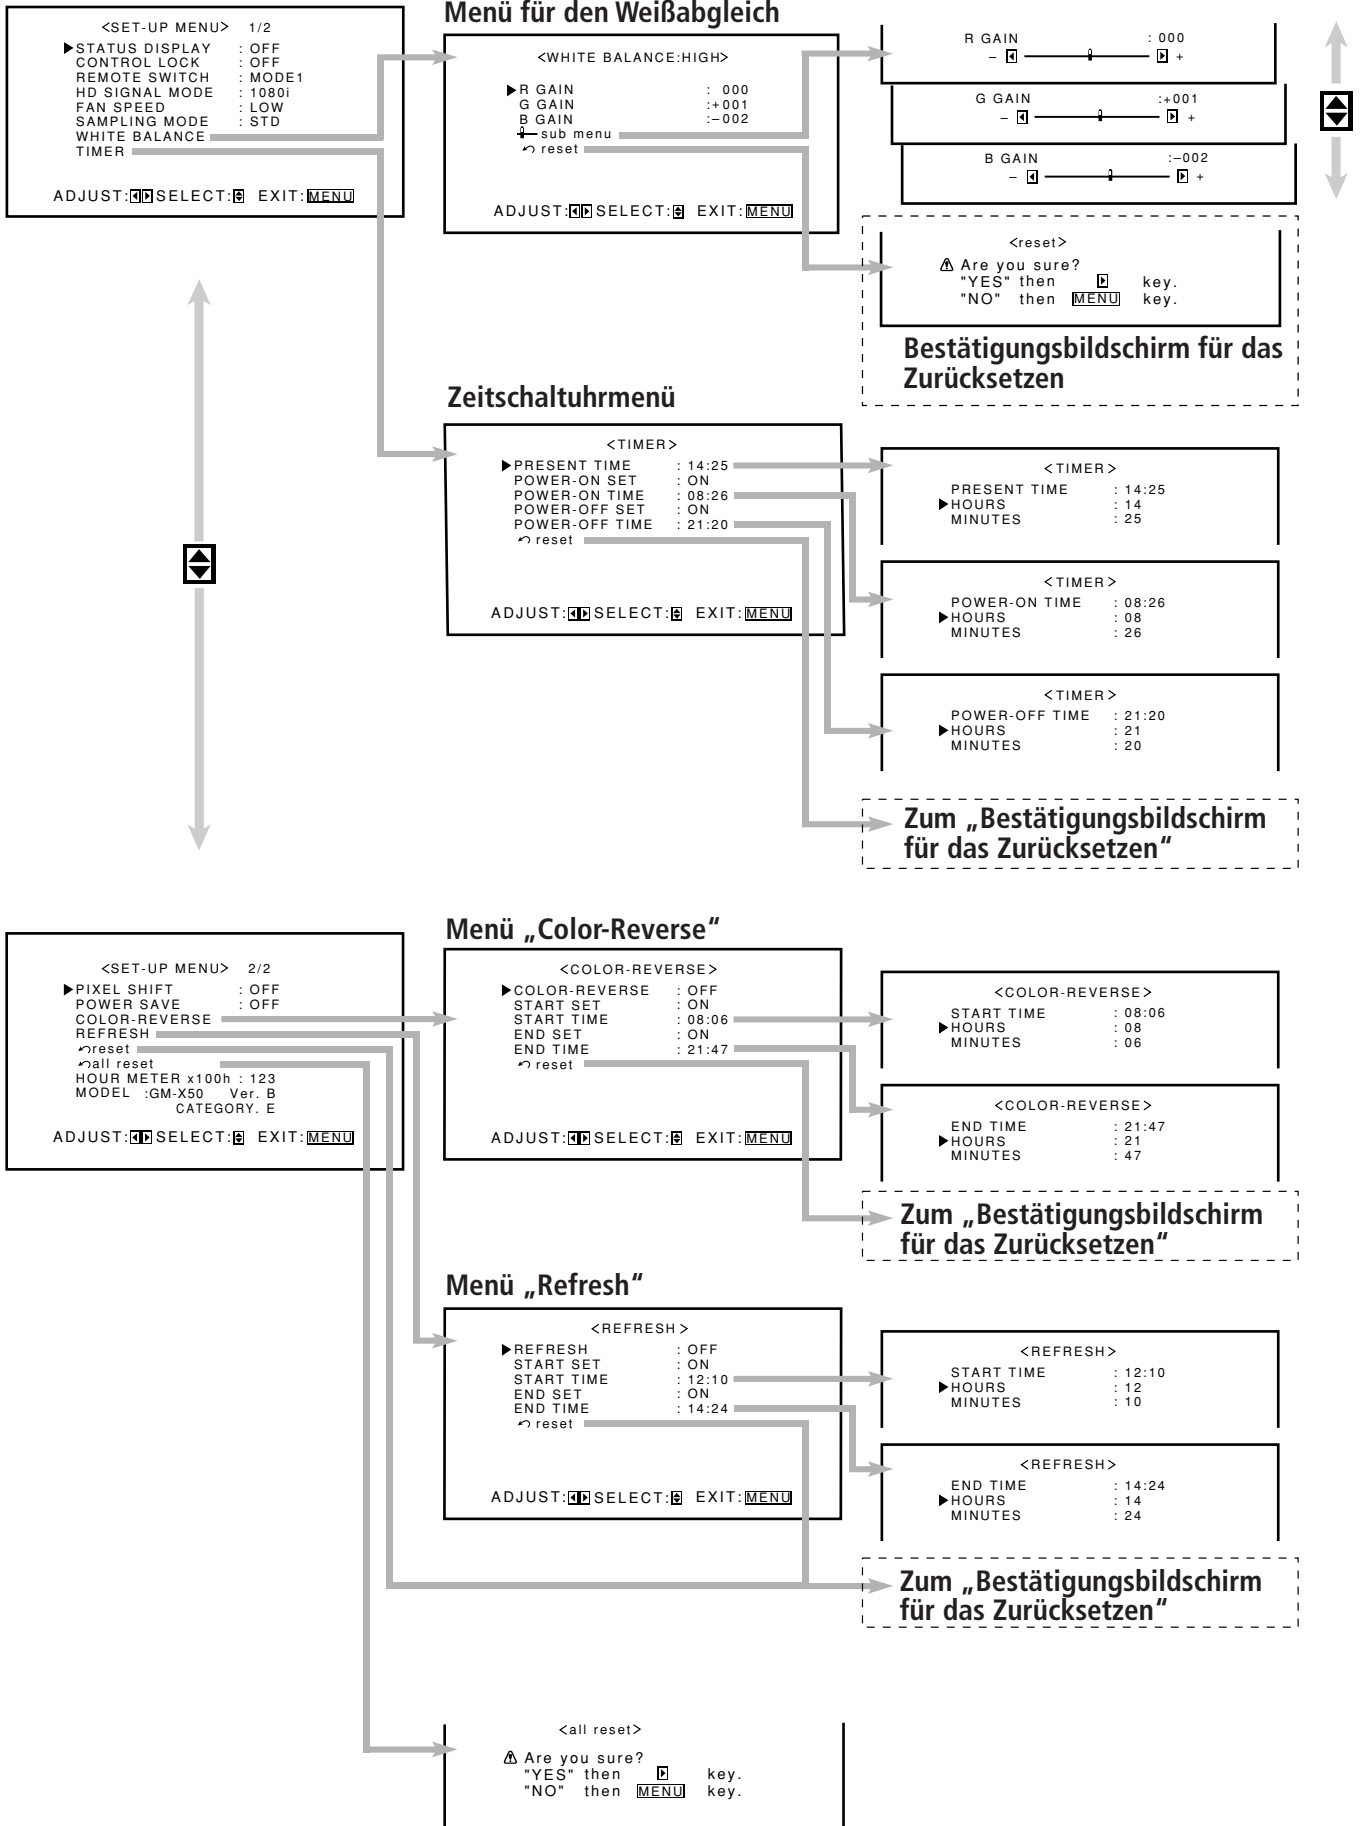 <SET-UP MENU> 1/2
▶STATUS DISPLAY : OFF
CONTROL LOCK : OFF
REMOTE SWITCH : MODE1
HD SIGNAL MODE : 1080i
FAN SPEED : LOW
SAMPLING MODE : STD
WHITE BALANCE
TIMER
ADJUST:◀▶ SELECT: EXIT: MENU
Menü für den Weißabgleich
<WHITE BALANCE:HIGH>
▶R GAIN : 000
G GAIN :+001
B GAIN :–002
sub menu
reset
ADJUST:◀▶ SELECT: EXIT: MENU
R GAIN : 000
– ◀ ▶ +
G GAIN :+001
– ◀ ▶ +
B GAIN :–002
– ◀ ▶ +
<reset>
Are you sure?
"YES" then ▶ key.
"NO" then MENU key.
Bestätigungsbildschirm für das
Zurücksetzen
Zeitschaltuhrmenü
<TIMER>
▶PRESENT TIME : 14:25
POWER-ON SET : ON
POWER-ON TIME : 08:26
POWER-OFF SET : ON
POWER-OFF TIME : 21:20
reset
ADJUST:◀▶ SELECT: EXIT: MENU
<TIMER>
PRESENT TIME : 14:25
▶HOURS : 14
MINUTES : 25
<TIMER>
POWER-ON TIME : 08:26
▶HOURS : 08
MINUTES : 26
<TIMER>
POWER-OFF TIME : 21:20
▶HOURS : 21
MINUTES : 20
Zum „Bestätigungsbildschirm
für das Zurücksetzen“
<SET-UP MENU> 2/2
▶PIXEL SHIFT : OFF
POWER SAVE : OFF
COLOR-REVERSE
REFRESH
reset
all reset
HOUR METER x100h : 123
MODEL :GM-X50 Ver. B
CATEGORY. E
ADJUST:◀▶ SELECT: EXIT: MENU
Menü „Color-Reverse“
<COLOR-REVERSE>
▶COLOR-REVERSE : OFF
START SET : ON
START TIME : 08:06
END SET : ON
END TIME : 21:47
reset
ADJUST:◀▶ SELECT: EXIT: MENU
<COLOR-REVERSE>
START TIME : 08:06
▶HOURS : 08
MINUTES : 06
<COLOR-REVERSE>
END TIME : 21:47
▶HOURS : 21
MINUTES : 47
Zum „Bestätigungsbildschirm
für das Zurücksetzen“
Menü „Refresh“
<REFRESH>
▶REFRESH : OFF
START SET : ON
START TIME : 12:10
END SET : ON
END TIME : 14:24
reset
ADJUST:◀▶ SELECT: EXIT: MENU
<REFRESH>
START TIME : 12:10
▶HOURS : 12
MINUTES : 10
<REFRESH>
END TIME : 14:24
▶HOURS : 14
MINUTES : 24
Zum „Bestätigungsbildschirm
für das Zurücksetzen“
<all reset>
Are you sure?
"YES" then ▶ key.
"NO" then MENU key.